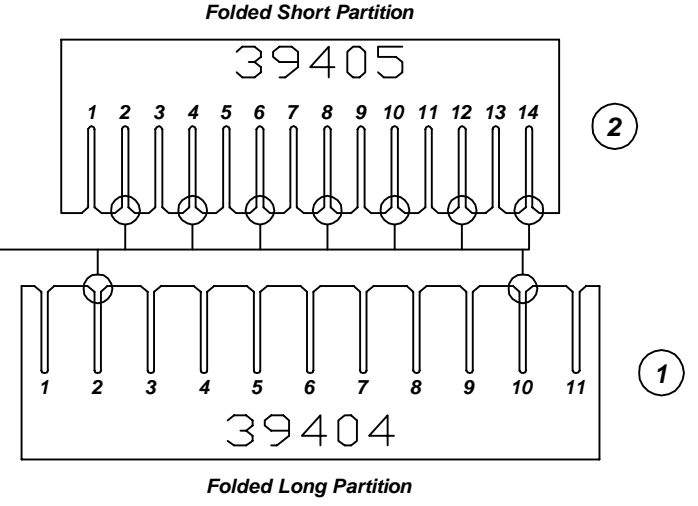 Folded Short Partition
39405
1 2 3 4 5 6 7 8 9 10 11 12 13 14
2
1 2 3 4 5 6 7 8 9 10 11
1
39404
Folded Long Partition